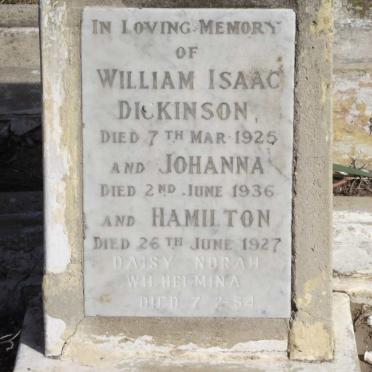 IN LOVING MEMORY
OF
WILLIAM ISAAC
DICKINSON,
DIED 7TH MAR 1925
AND JOHANNA
DIED 2ND JUNE 1936
AND HAMILTON
DIED 26TH JUNE 1927
DAISY NORAH
WILHELMINA
DIED 7-2-54